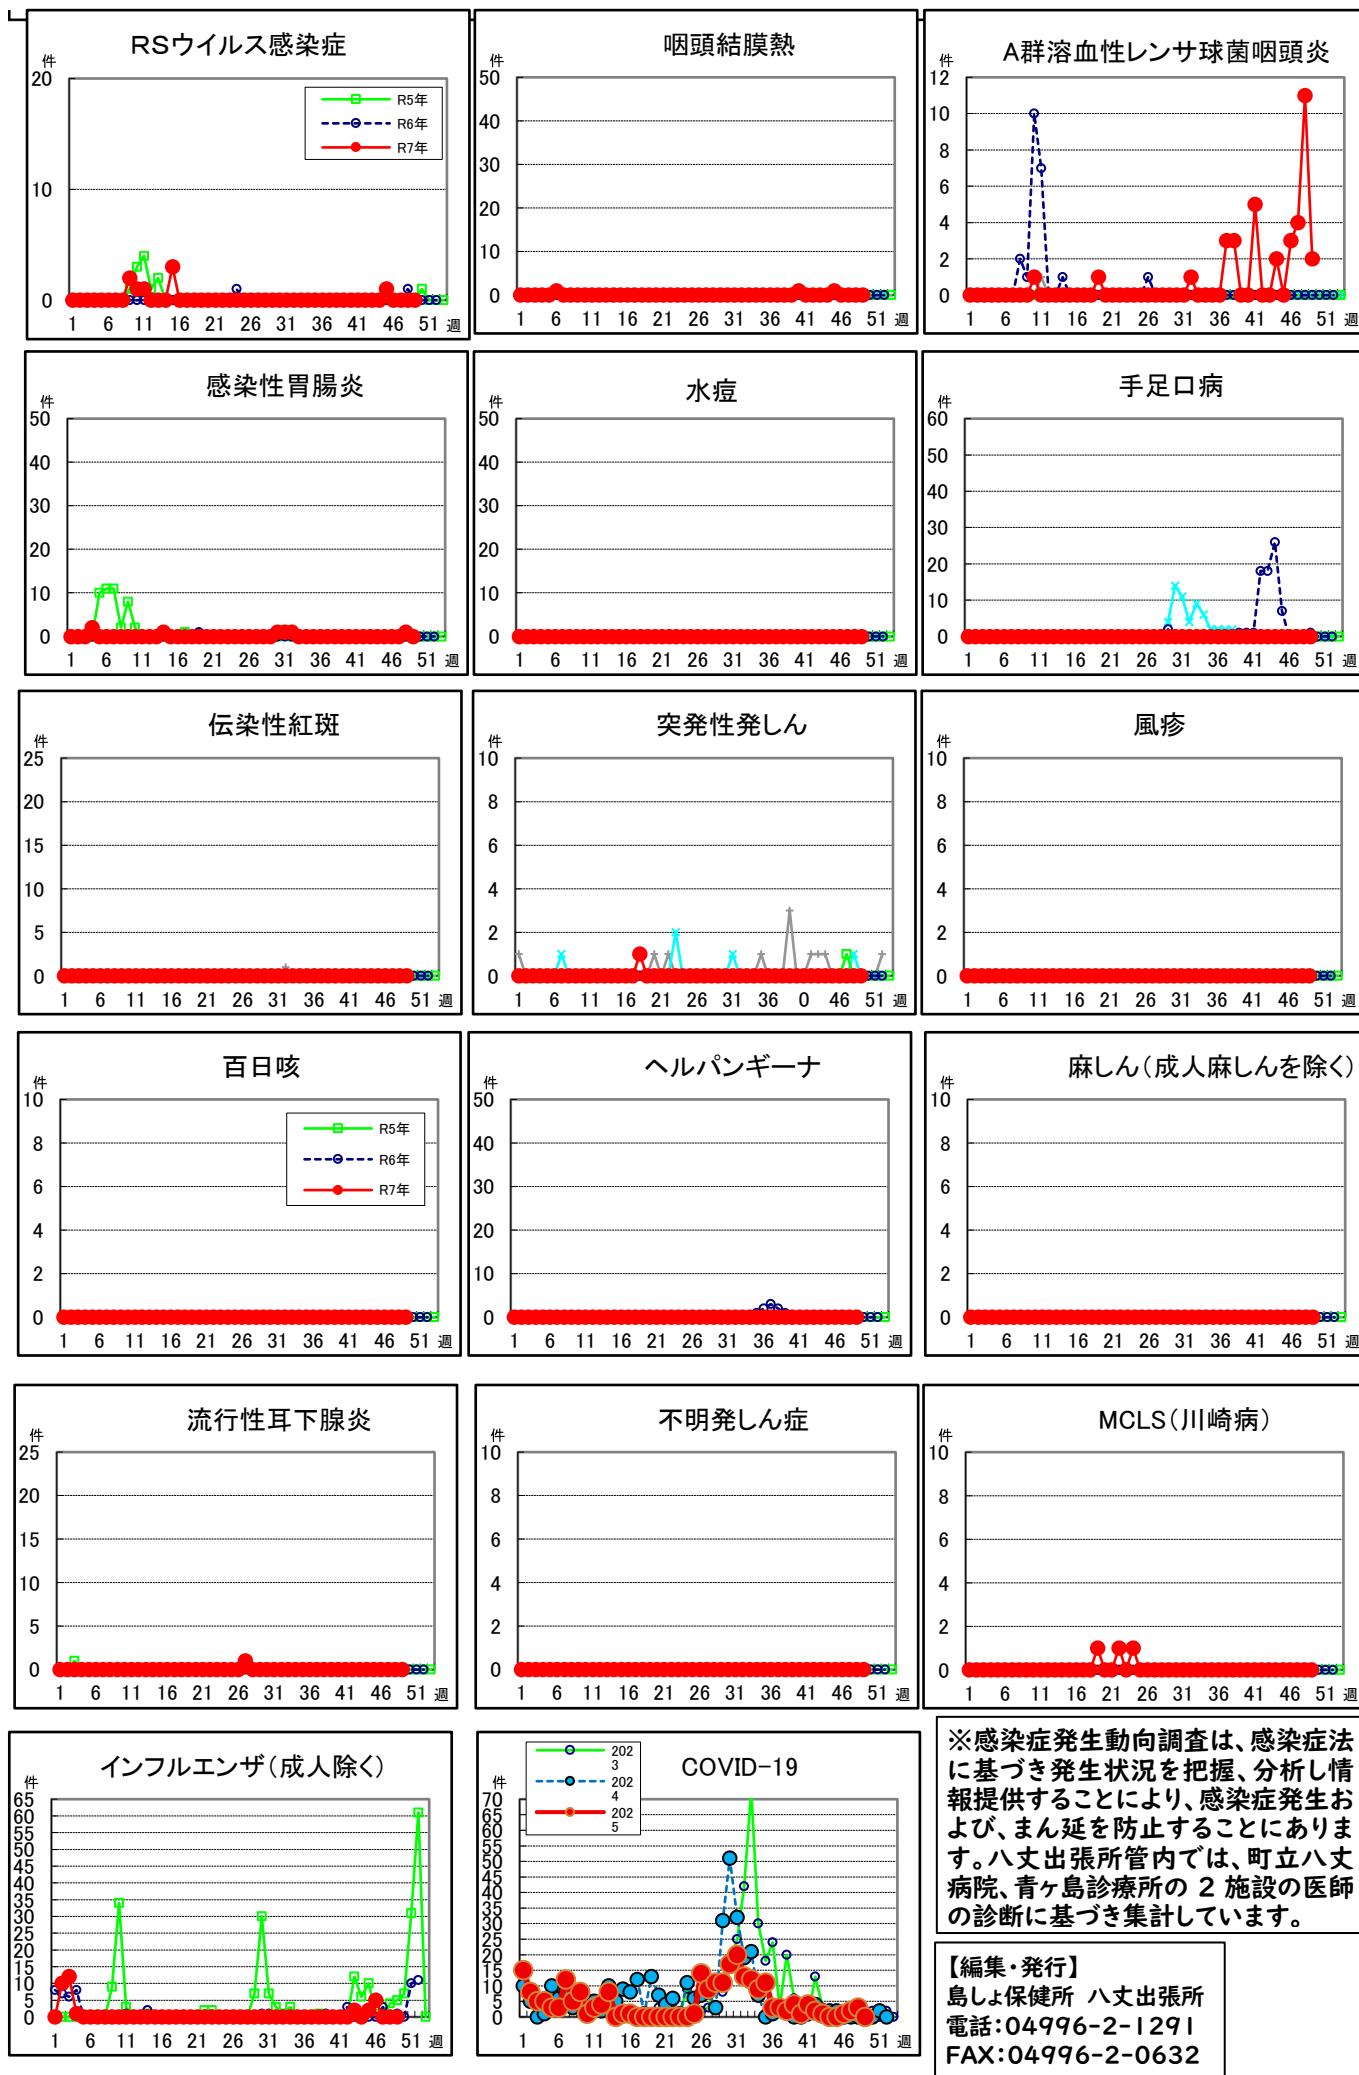 RSウイルス感染症
件
20
10
0
R5年
R6年
R7年
1 6 11 16 21 26 31 36 41 46 51 週
咽頭結膜熱
件
50
40
30
20
10
0
1 6 11 16 21 26 31 36 41 46 51 週
A群溶血性レンサ球菌咽頭炎
件
12
10
8
6
4
2
0
1 6 11 16 21 26 31 36 41 46 51 週
感染性胃腸炎
件
50
40
30
20
10
0
1 6 11 16 21 26 31 36 41 46 51 週
水痘
件
50
40
30
20
10
0
1 6 11 16 21 26 31 36 41 46 51 週
手足口病
件
60
50
40
30
20
10
0
1 6 11 16 21 26 31 36 41 46 51 週
伝染性紅斑
件
25
20
15
10
5
0
1 6 11 16 21 26 31 36 41 46 51 週
突発性発しん
件
10
8
6
4
2
0
1 6 11 16 21 26 31 36 0 46 51 週
風疹
件
10
8
6
4
2
0
1 6 11 16 21 26 31 36 41 46 51 週
百日咳
件
10
8
6
4
2
0
R5年
R6年
R7年
1 6 11 16 21 26 31 36 41 46 51 週
ヘルパンギーナ
件
50
40
30
20
10
0
1 6 11 16 21 26 31 36 41 46 51 週
麻しん(成人麻しんを除く)
件
10
8
6
4
2
0
1 6 11 16 21 26 31 36 41 46 51 週
流行性耳下腺炎
件
25
20
15
10
5
0
1 6 11 16 21 26 31 36 41 46 51 週
不明発しん症
件
10
8
6
4
2
0
1 6 11 16 21 26 31 36 41 46 51 週
MCLS(川崎病)
件
10
8
6
4
2
0
1 6 11 16 21 26 31 36 41 46 51 週
インフルエンザ(成人除く)
件
65
60
55
50
45
40
35
30
25
20
15
10
5
0
1 6 11 16 21 26 31 36 41 46 51 週
COVID-19
件
202
3
202
4
202
5
70
65
60
55
50
45
40
35
30
25
20
15
10
5
0
1 6 11 16 21 26 31 36 41 46 51 週
※感染症発生動向調査は、感染症法
に基づき発生状況を把握、分析し情
報提供することにより、感染症発生お
よび、まん延を防止することにありま
す。八丈出張所管内では、町立八丈
病院、青ヶ島診療所の 2 施設の医師
の診断に基づき集計しています。
【編集・発行】
島しょ保健所 八丈出張所
電話:04996-2-1291
FAX:04996-2-0632